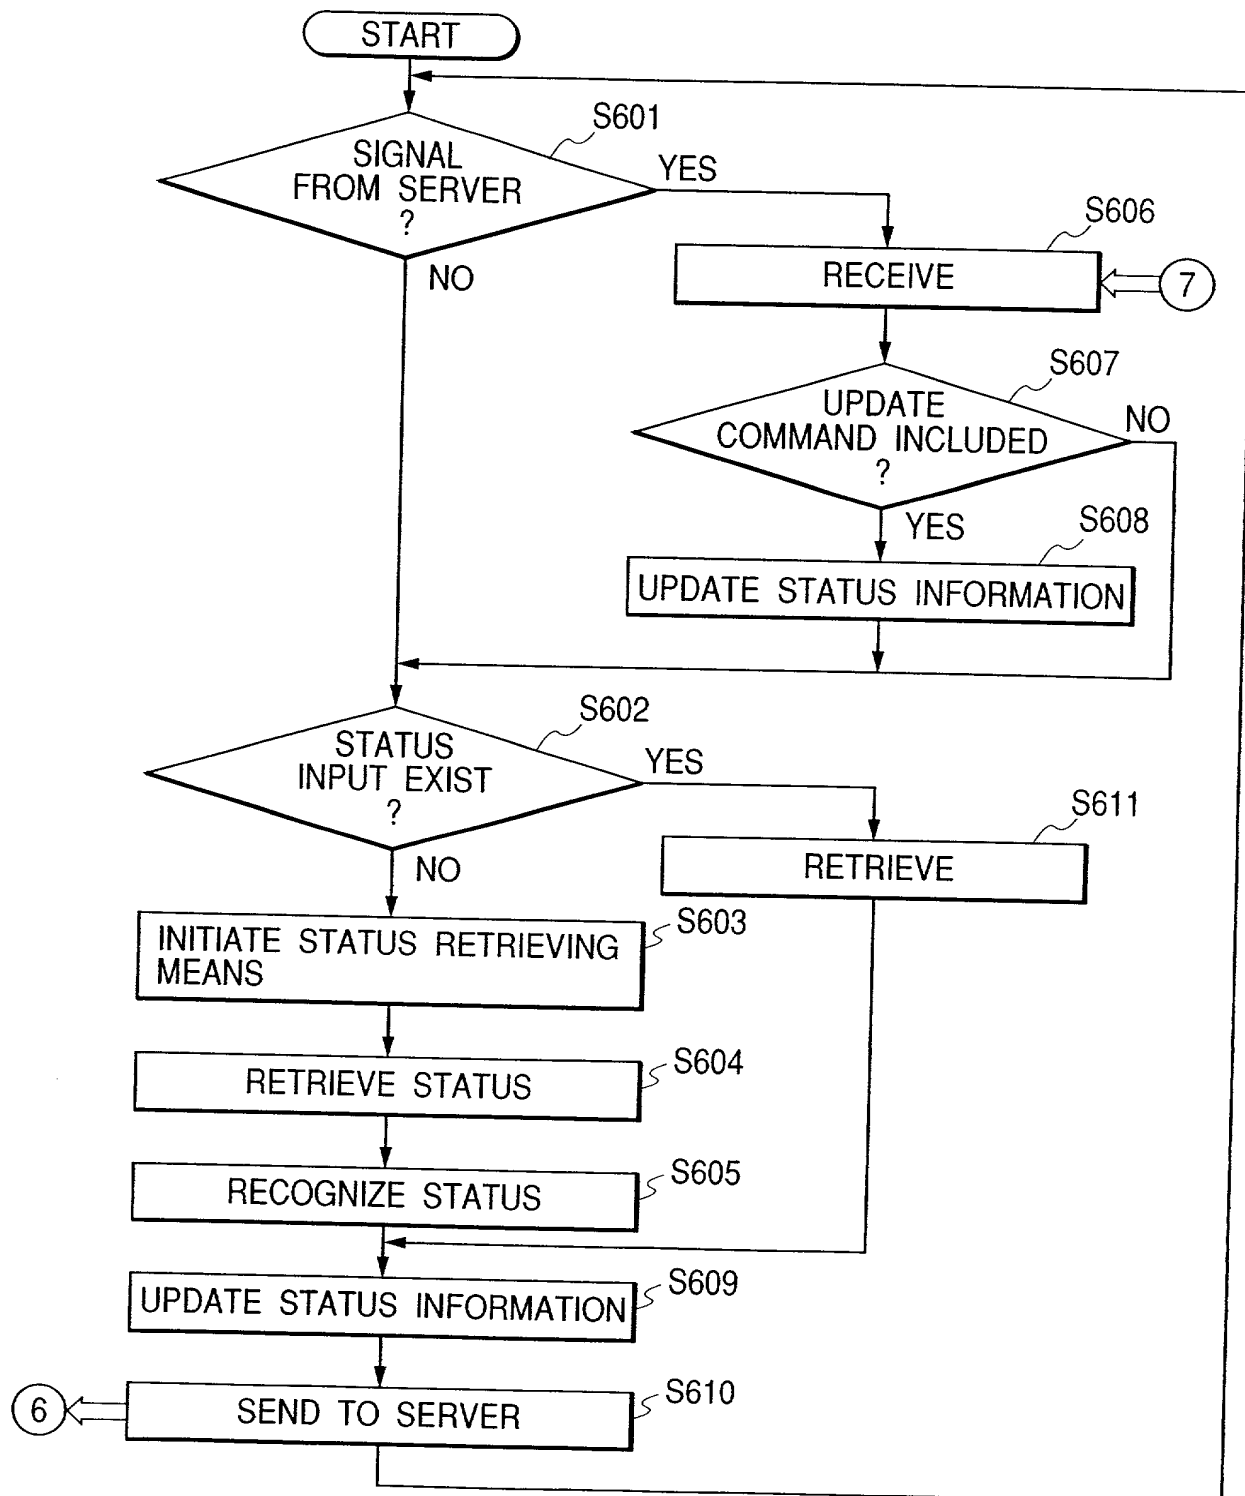 START
S601
SIGNAL
FROM SERVER
?
YES
NO
S606
RECEIVE
7
S607
UPDATE
COMMAND INCLUDED
?
NO
YES
S608
UPDATE STATUS INFORMATION
S602
STATUS
INPUT EXIST
?
YES
NO
S611
RETRIEVE
S603
INITIATE STATUS RETRIEVING
MEANS
S604
RETRIEVE STATUS
S605
RECOGNIZE STATUS
S609
UPDATE STATUS INFORMATION
S610
SEND TO SERVER
6